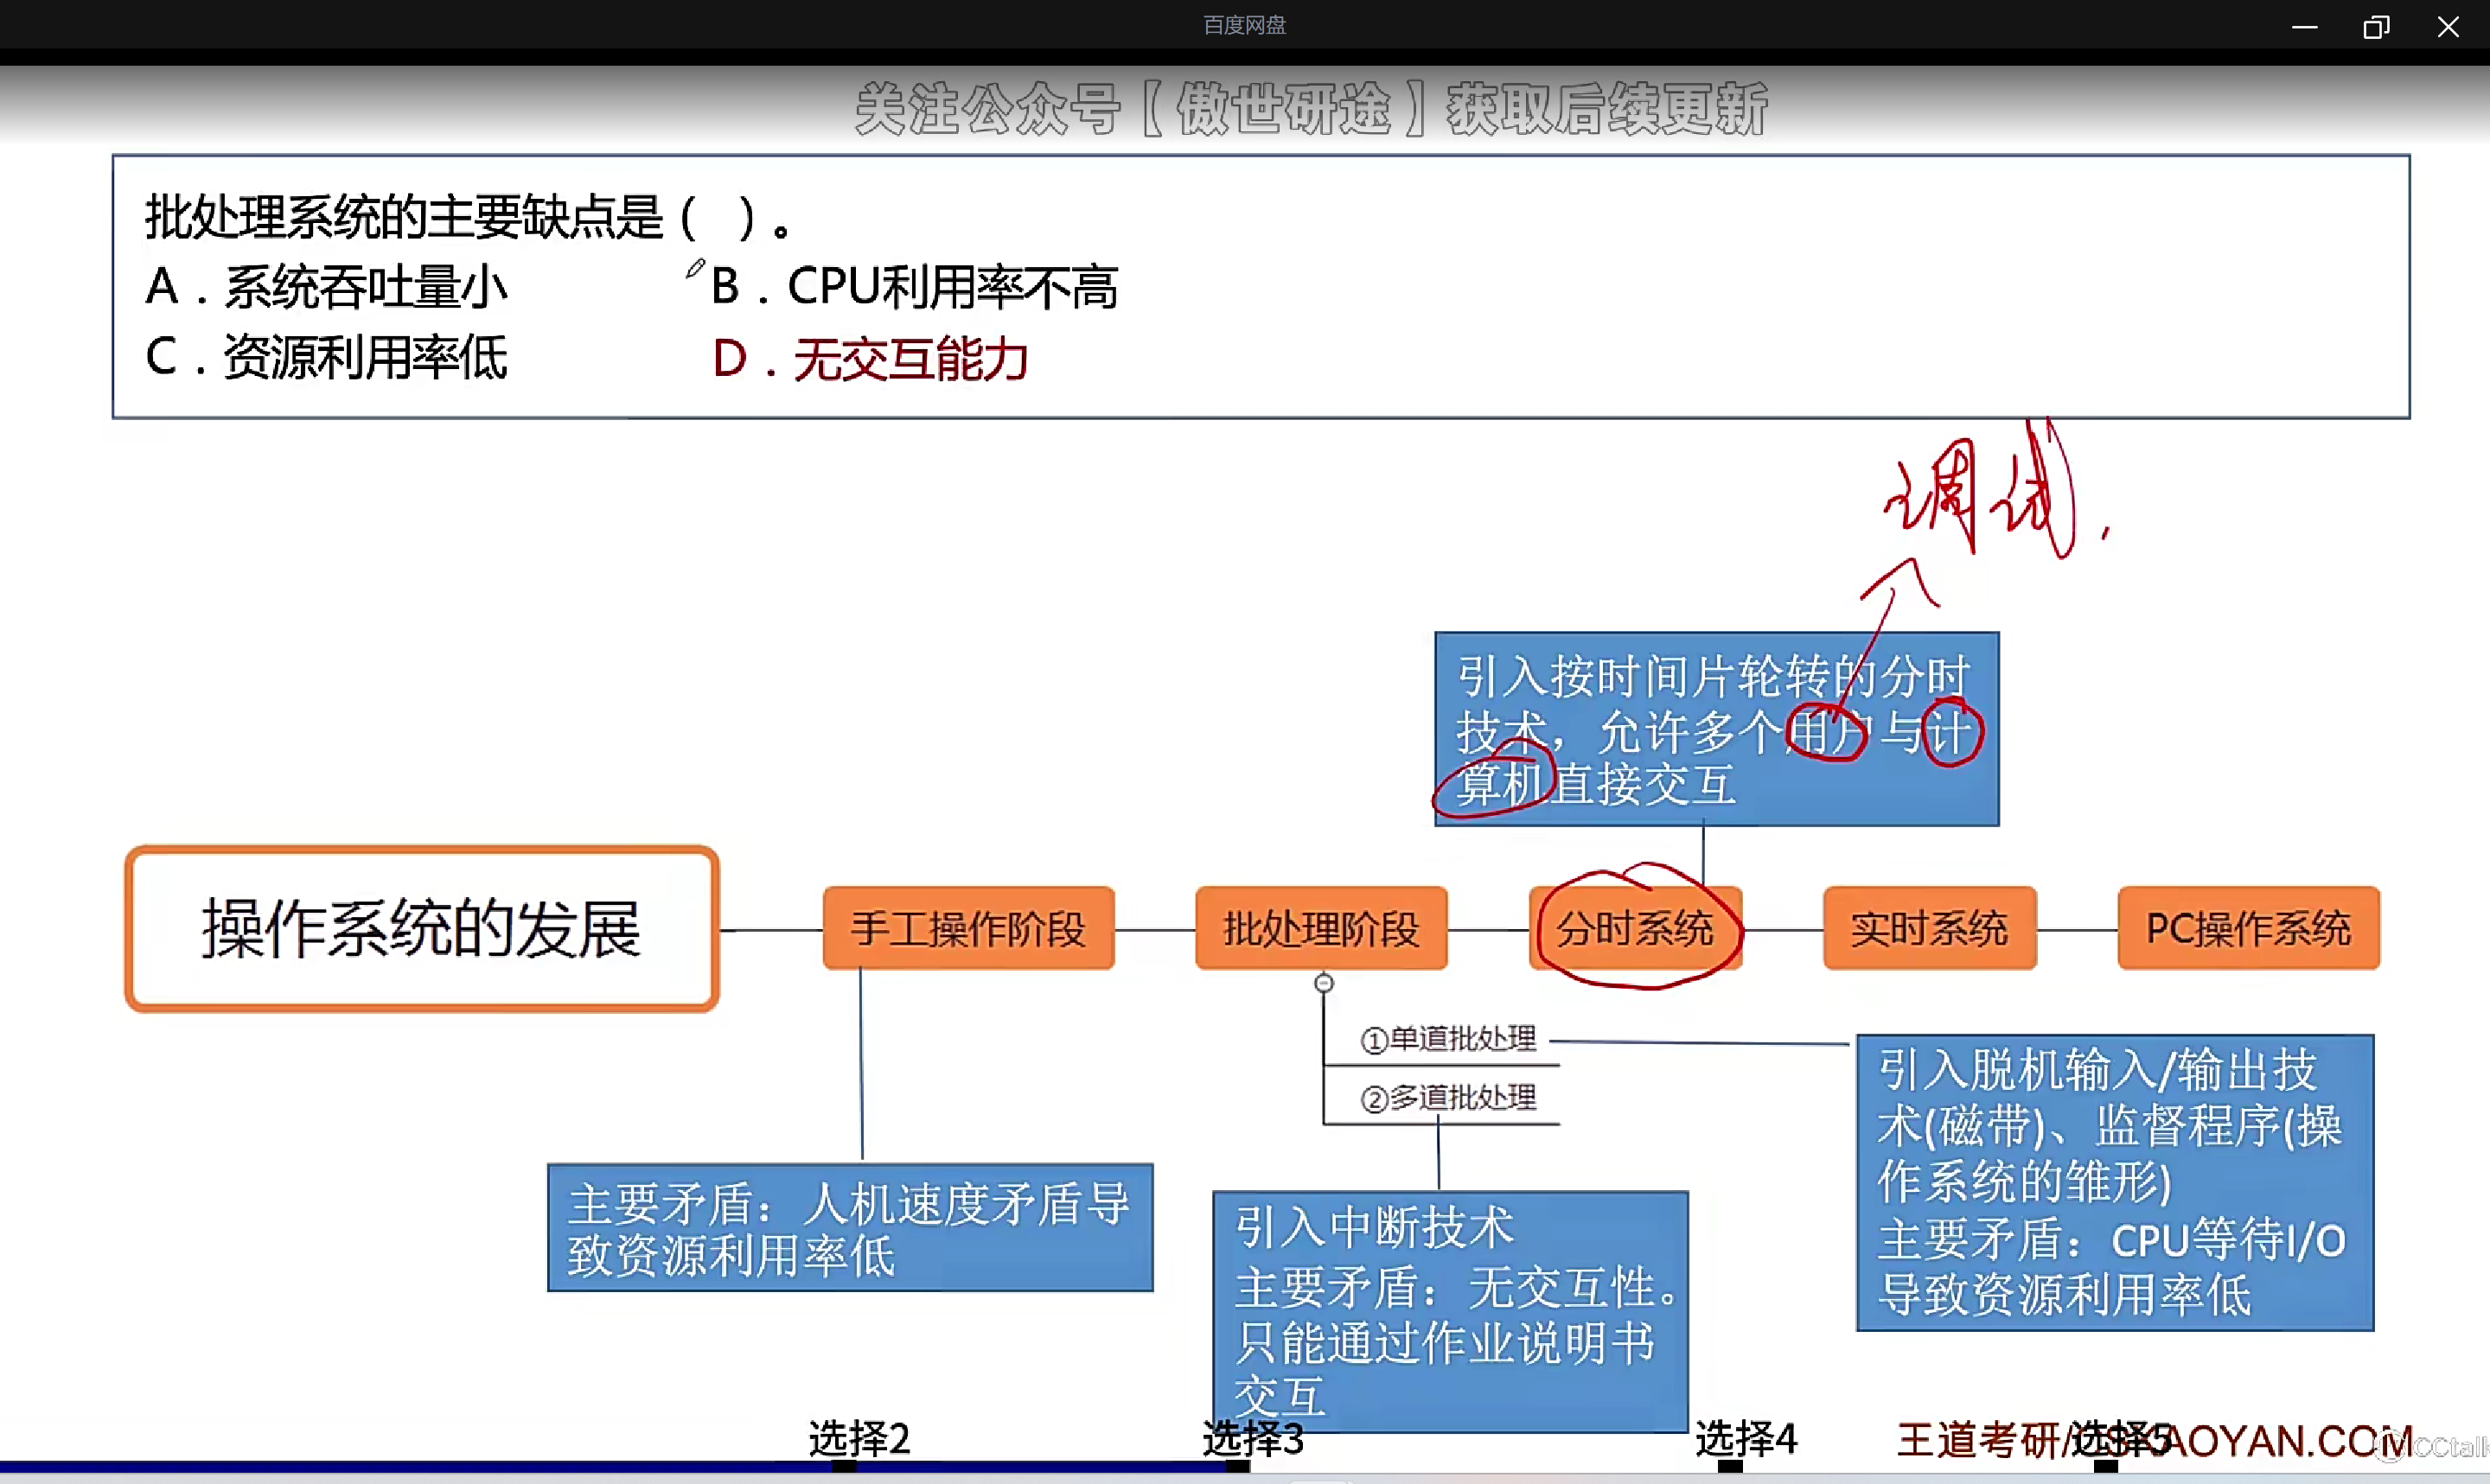 百度网盘
关注公众号【傲世研途】获取后续更新
批处理系统的主要缺点是（ ）。
A．系统吞吐量小
B．CPU利用率不高
C．资源利用率低
D．无交互能力
调试.
引入按时间片轮转的分时
技术，允许多个用户与计
算机直接交互
操作系统的发展
手工操作阶段
批处理阶段
分时系统
实时系统
PC操作系统
①单道批处理
②多道批处理
引入脱机输入/输出技
术(磁带)、监督程序(操
作系统的雏形)
主要矛盾：CPU等待I/O
导致资源利用率低
主要矛盾：人机速度矛盾导
致资源利用率低
引入中断技术
主要矛盾：无交互性。
只能通过作业说明书
交互
选择2
选择3
选择4
选择5
王道考研/CSKAOYAN.COM
CCtalk